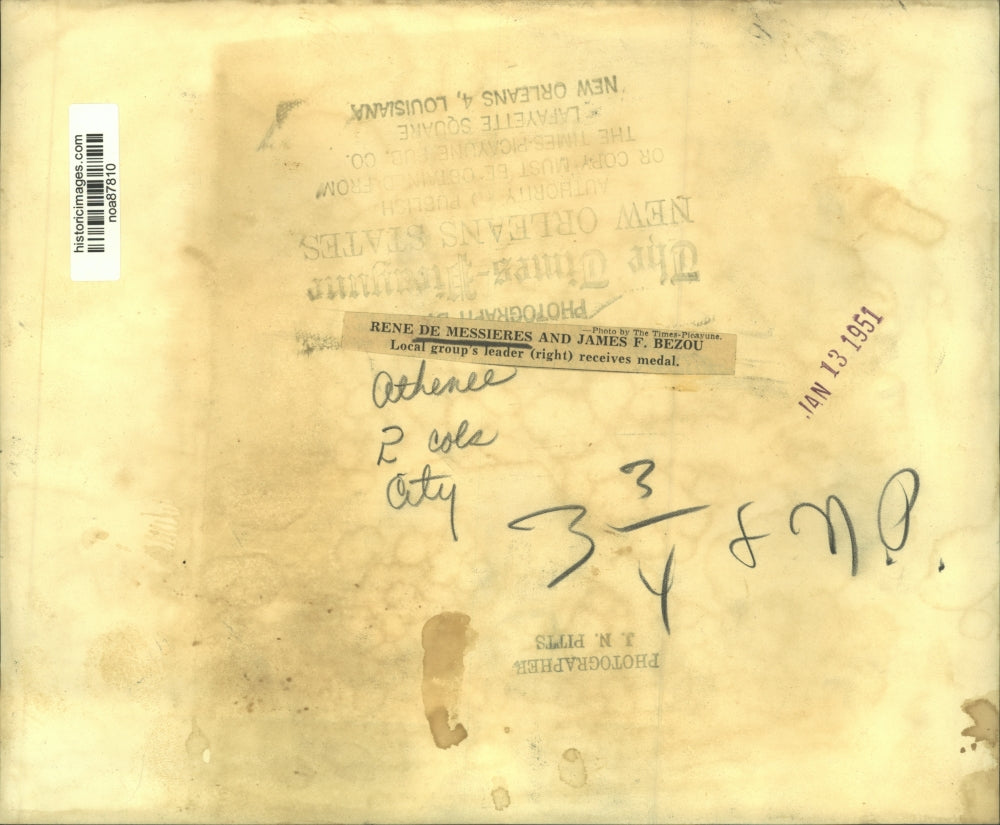 historicimages.com
noa87810
NEW ORLEANS 4, LOUISIANA
LAFAYETTE SQUARE
THE TIMES-PICAYUNE PUB. CO.
OR COPY MUST BE OBTAINED FROM
AUTHORITY TO PUBLISH
NEW ORLEANS STATES
The Times-Picayune
PHOTOGRAPH BY
—Photo by The Times-Picayune.
RENE DE MESSIERES AND JAMES F. BEZOU
Local group's leader (right) receives medal.
JAN 13 1951
Athenee
2 cols
City
3 3/4 & N.P.
PHOTOGRAPHER
J. N. PITTS